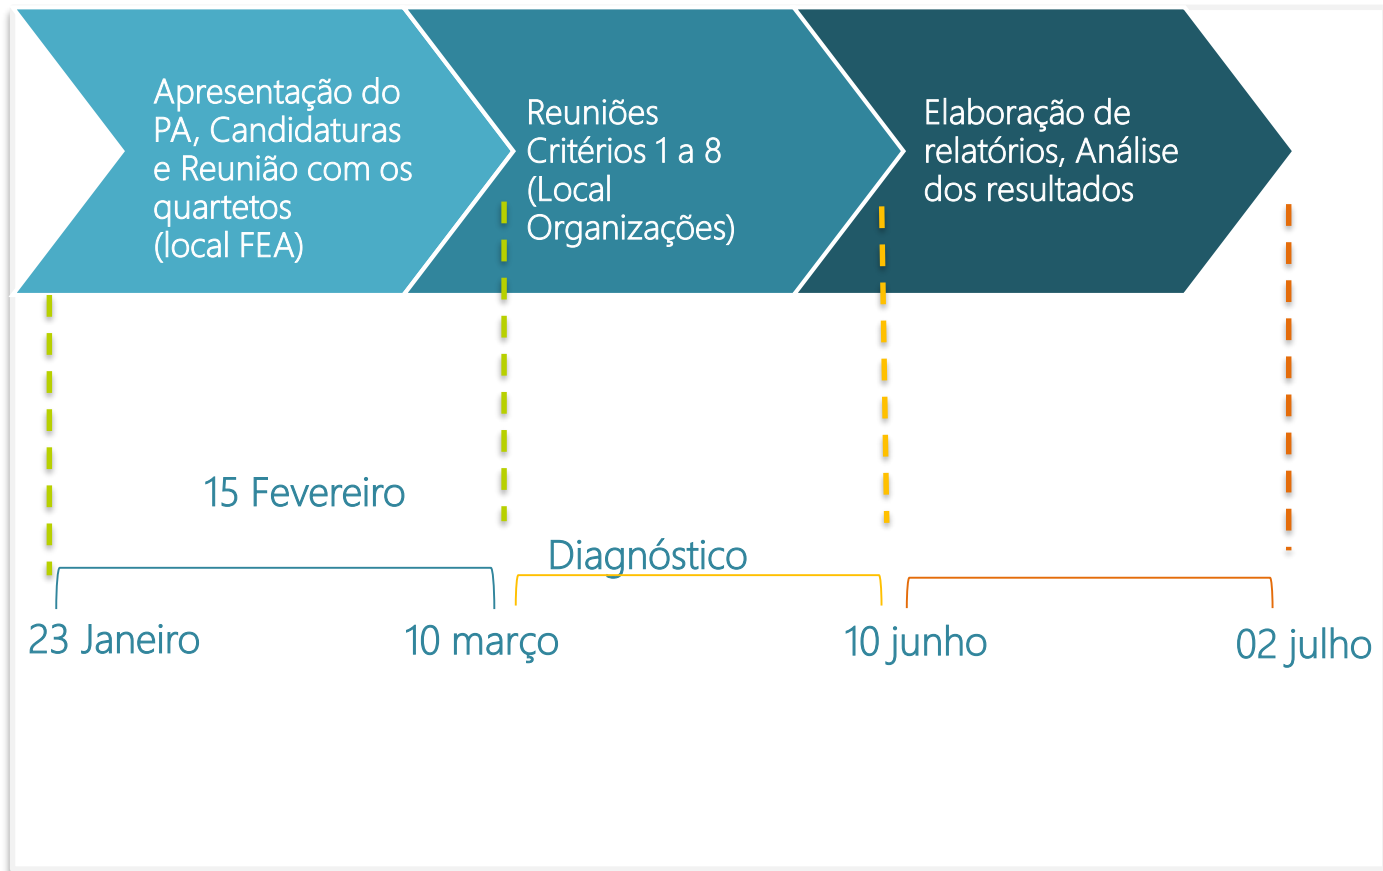 Apresentação do
PA, Candidaturas
e Reunião com os
quartetos
(local FEA)
Reuniões
Critérios 1 a 8
(Local
Organizações)
Elaboração de
relatórios, Análise
dos resultados
15 Fevereiro
Diagnóstico
23 Janeiro
10 março
10 junho
02 julho